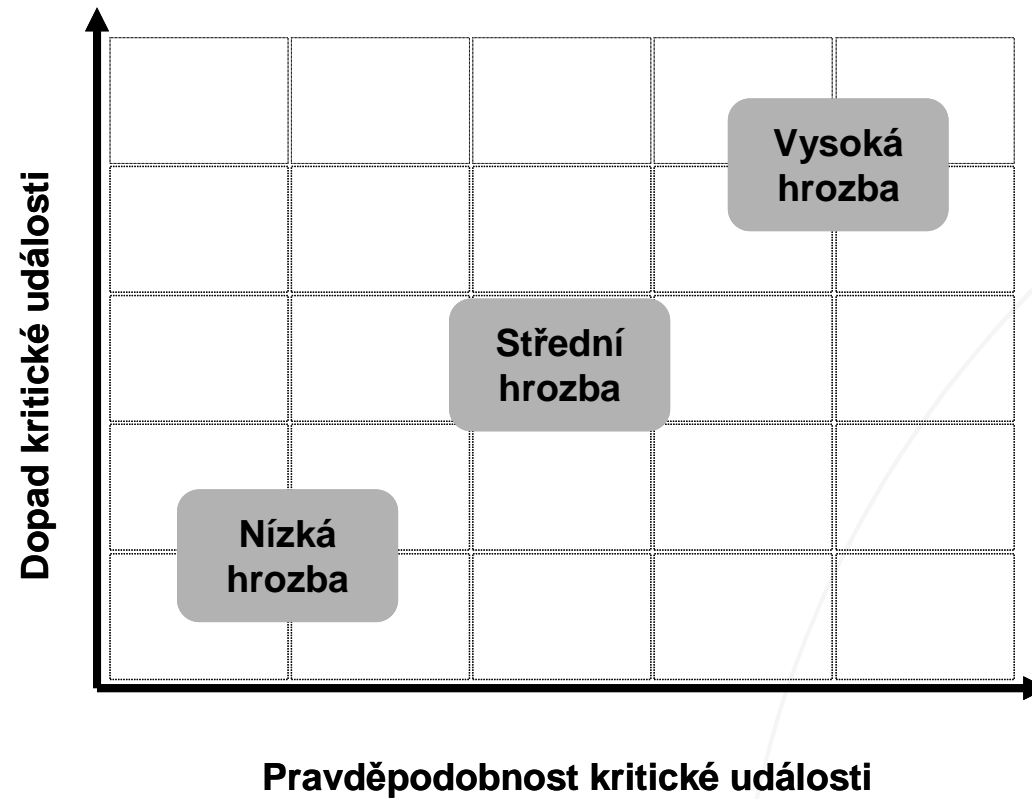 Dopad kritické události
Vysoká
hrozba
Střední
hrozba
Nízká
hrozba
Pravděpodobnost kritické události